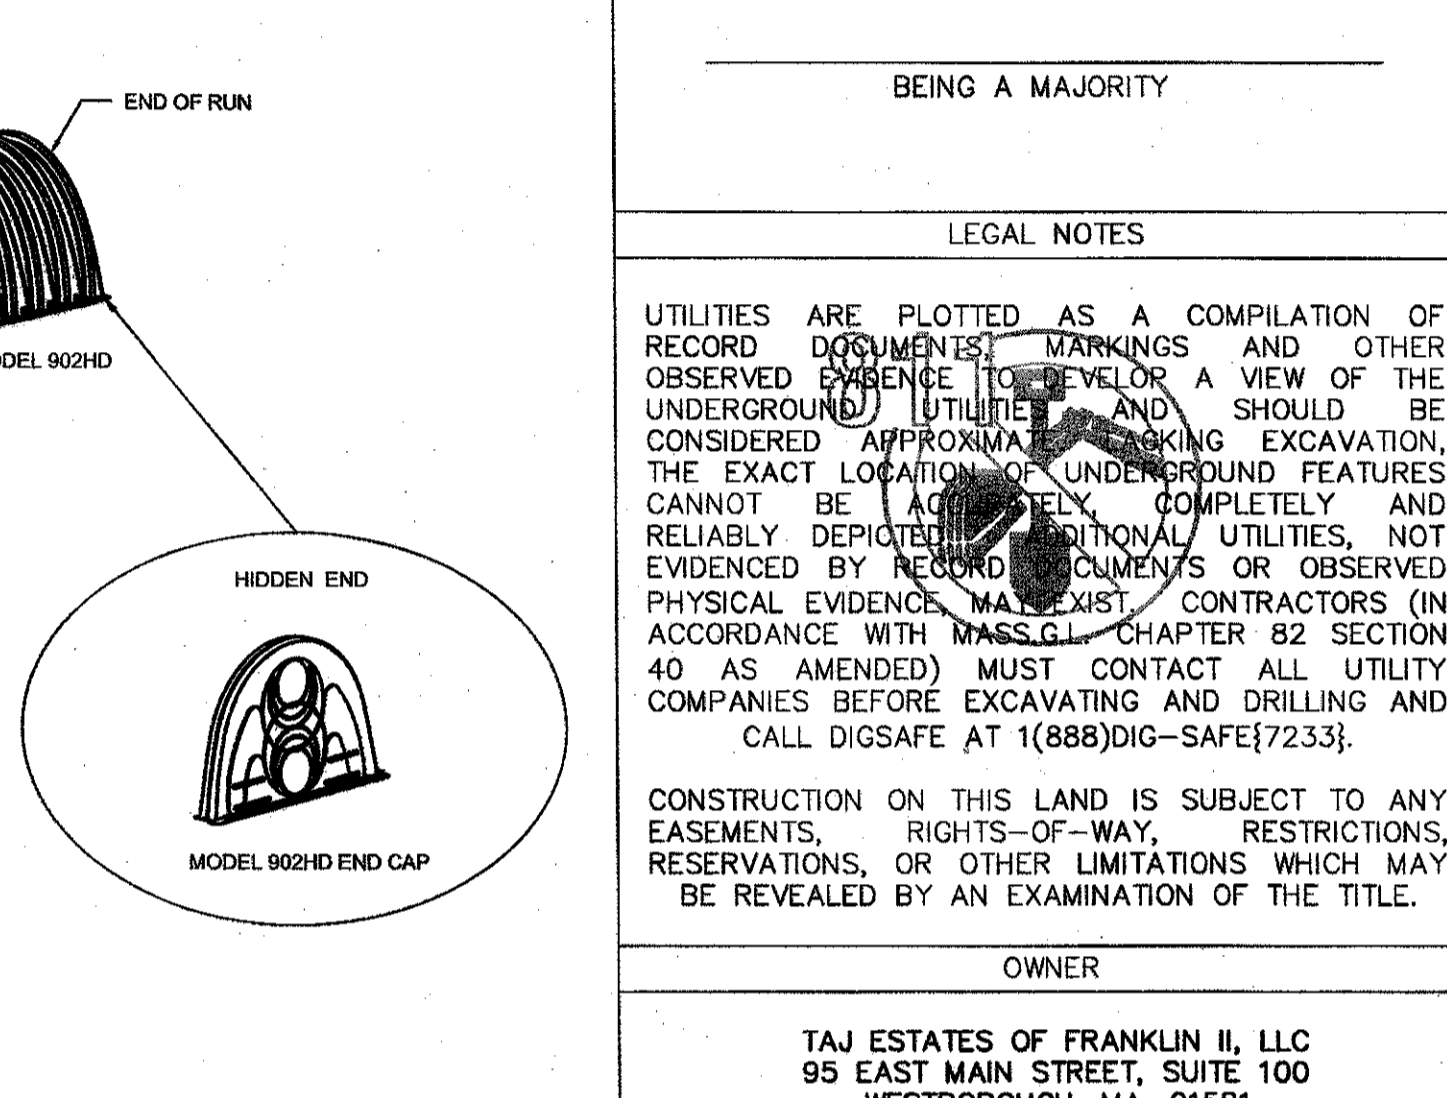 END OF RUN
MODEL 902HD
HIDDEN END
MODEL 902HD END CAP
BEING A MAJORITY
LEGAL NOTES
UTILITIES ARE PLOTTED AS A COMPILATION OF
RECORD DOCUMENTS, MARKINGS AND OTHER
OBSERVED EVIDENCE TO DEVELOP A VIEW OF THE
UNDERGROUND UTILITIES AND SHOULD BE
CONSIDERED APPROXIMATE LACKING EXCAVATION,
THE EXACT LOCATION OF UNDERGROUND FEATURES
CANNOT BE ACCURATELY, COMPLETELY AND
RELIABLY DEPICTED. ADDITIONAL UTILITIES, NOT
EVIDENCED BY RECORD DOCUMENTS OR OBSERVED
PHYSICAL EVIDENCE, MAY EXIST. CONTRACTORS (IN
ACCORDANCE WITH MASS.G.L. CHAPTER 82 SECTION
40 AS AMENDED) MUST CONTACT ALL UTILITY
COMPANIES BEFORE EXCAVATING AND DRILLING AND
CALL DIGSAFE AT 1(888)DIG-SAFE{7233}.
811
CONSTRUCTION ON THIS LAND IS SUBJECT TO ANY
EASEMENTS, RIGHTS-OF-WAY, RESTRICTIONS,
RESERVATIONS, OR OTHER LIMITATIONS WHICH MAY
BE REVEALED BY AN EXAMINATION OF THE TITLE.
OWNER
TAJ ESTATES OF FRANKLIN II, LLC
95 EAST MAIN STREET, SUITE 100
WESTBOROUGH, MA 01581